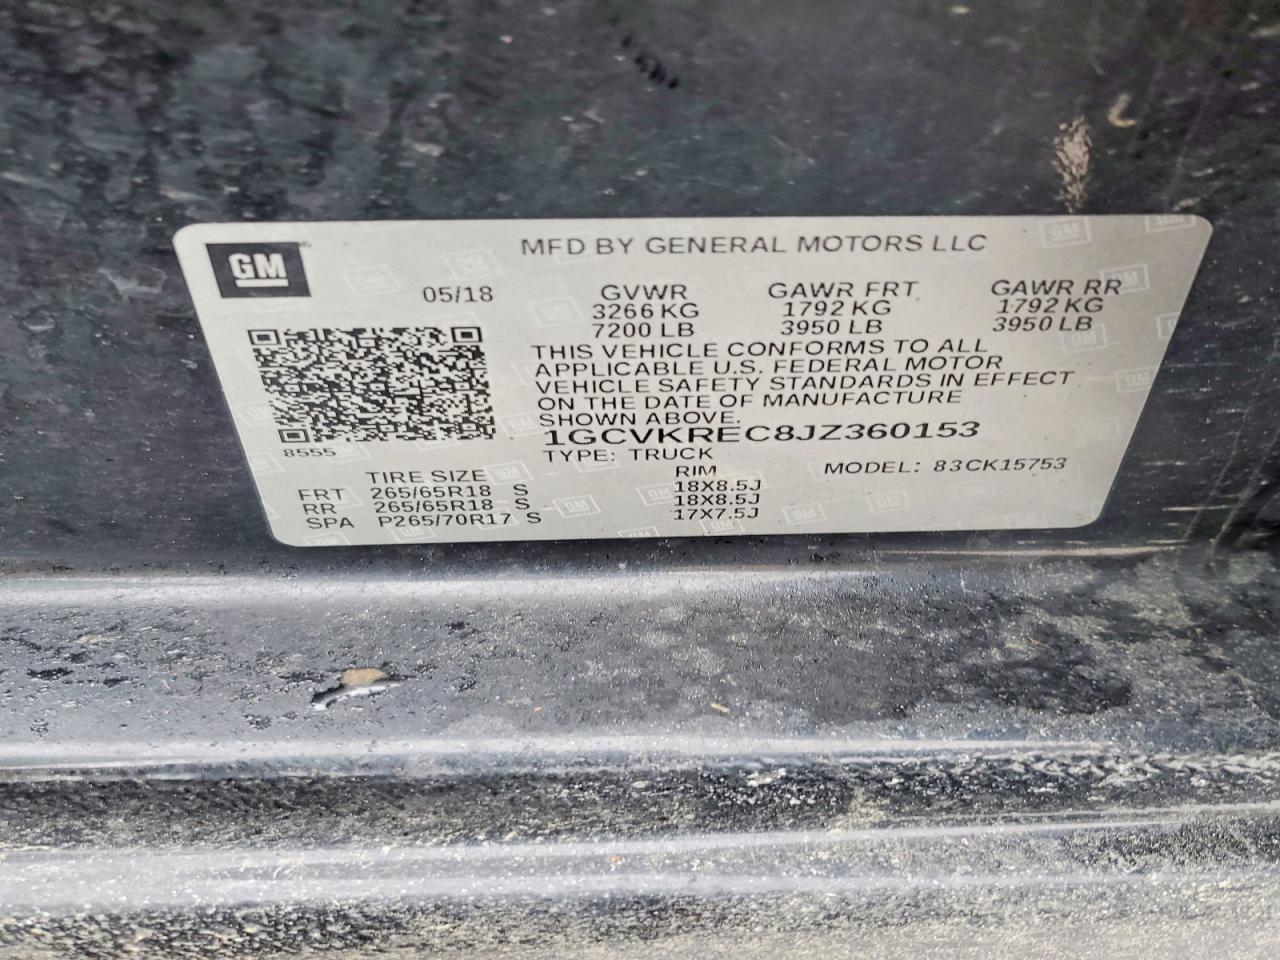 GM
MFD BY GENERAL MOTORS LLC
05/18
GVWR GAWR FRT GAWR RR
3266 KG 1792 KG 1792 KG
7200 LB 3950 LB 3950 LB
THIS VEHICLE CONFORMS TO ALL
APPLICABLE U.S. FEDERAL MOTOR
VEHICLE SAFETY STANDARDS IN EFFECT
ON THE DATE OF MANUFACTURE
SHOWN ABOVE.
1GCVKREC8JZ360153
8555
TYPE: TRUCK MODEL: 83CK15753
TIRE SIZE RIM
FRT 265/65R18 S 18X8.5J
RR 265/65R18 S 18X8.5J
SPA P265/70R17 S 17X7.5J